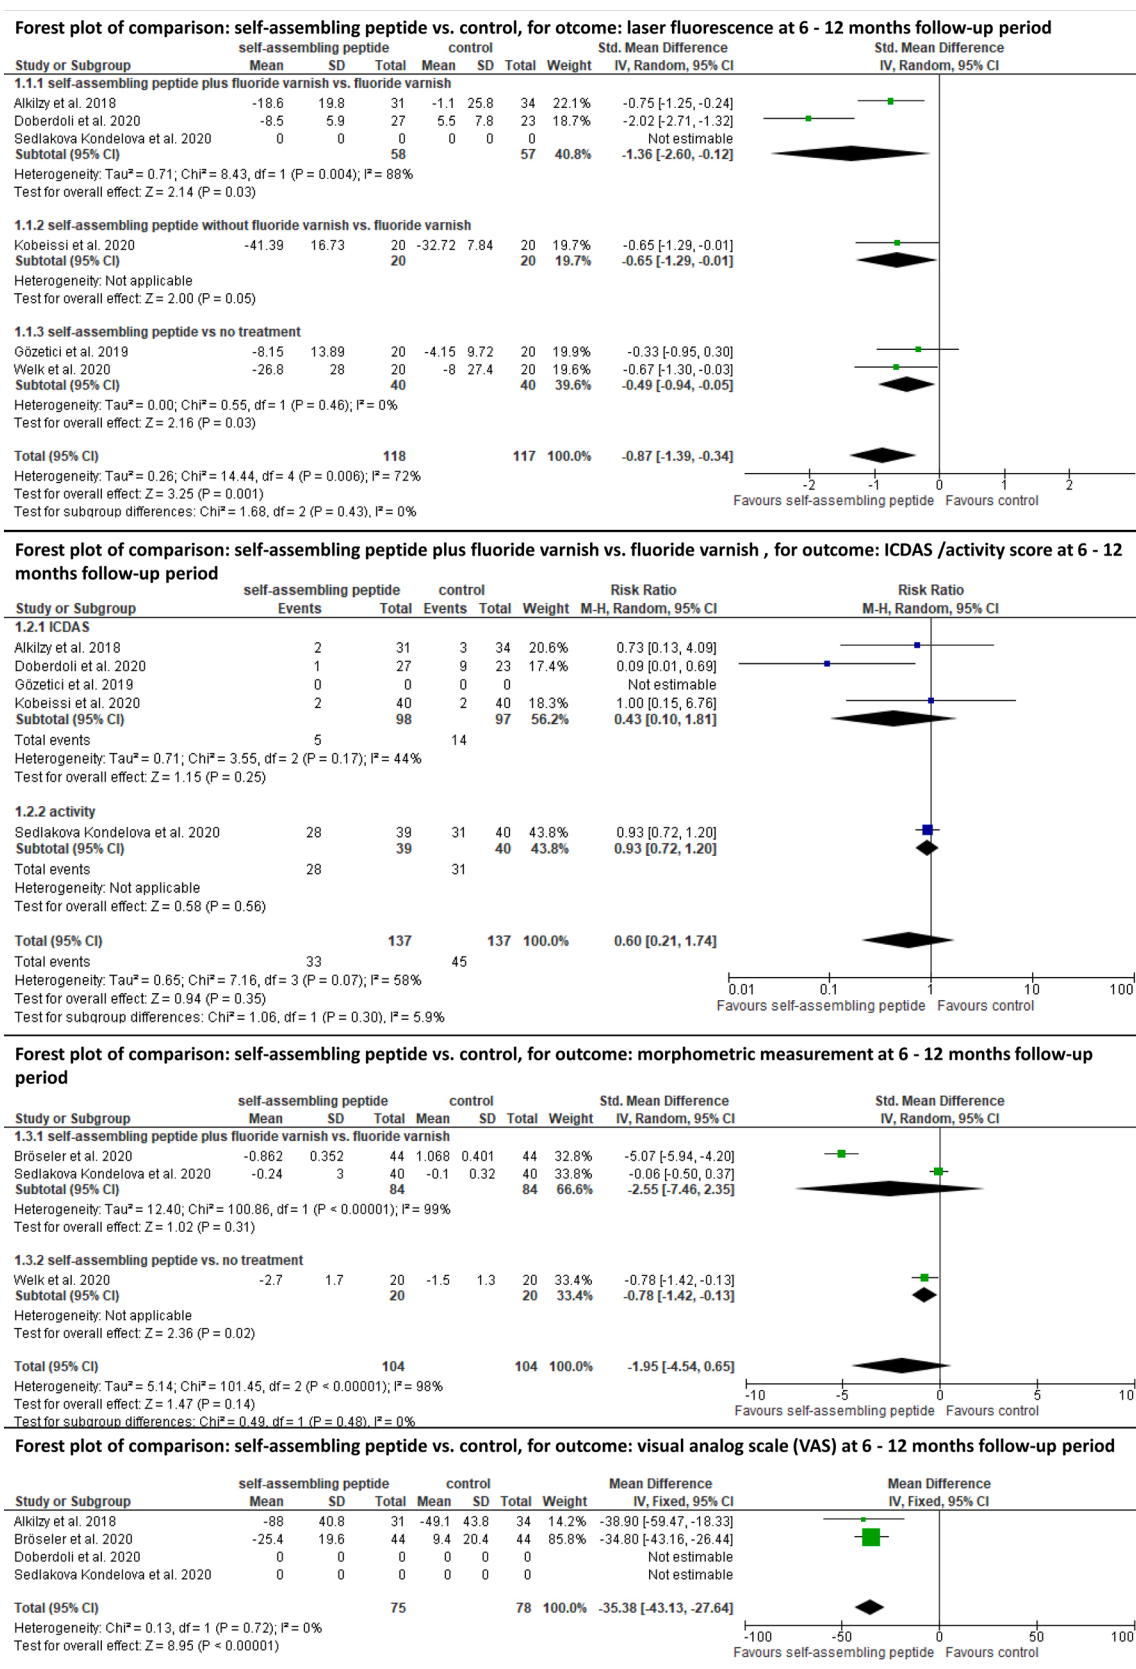 Forest plot of comparison: self-assembling peptide vs. control, for otcome: laser fluorescence at 6 - 12 months follow-up period
self-assembling peptide control Std. Mean Difference Std. Mean Difference
Study or Subgroup Mean SD Total Mean SD Total Weight IV, Random, 95% CI IV, Random, 95% CI
1.1.1 self-assembling peptide plus fluoride varnish vs. fluoride varnish
Alkilzy et al. 2018 -18.6 19.8 31 -1.1 25.8 34 22.1% -0.75 [-1.25, -0.24]
Doberdoli et al. 2020 -8.5 5.9 27 5.5 7.8 23 18.7% -2.02 [-2.71, -1.32]
Sedlakova Kondelova et al. 2020 0 0 0 0 0 0 Not estimable
Subtotal (95% CI) 58 57 40.8% -1.36 [-2.60, -0.12]
Heterogeneity: Tau² = 0.71; Chi² = 8.43, df = 1 (P = 0.004); I² = 88%
Test for overall effect: Z = 2.14 (P = 0.03)
1.1.2 self-assembling peptide without fluoride varnish vs. fluoride varnish
Kobeissi et al. 2020 -41.39 16.73 20 -32.72 7.84 20 19.7% -0.65 [-1.29, -0.01]
Subtotal (95% CI) 20 20 19.7% -0.65 [-1.29, -0.01]
Heterogeneity: Not applicable
Test for overall effect: Z = 2.00 (P = 0.05)
1.1.3 self-assembling peptide vs no treatment
Gözetici et al. 2019 -8.15 13.89 20 -4.15 9.72 20 19.9% -0.33 [-0.95, 0.30]
Welk et al. 2020 -26.8 28 20 -8 27.4 20 19.6% -0.67 [-1.30, -0.03]
Subtotal (95% CI) 40 40 39.6% -0.49 [-0.94, -0.05]
Heterogeneity: Tau² = 0.00; Chi² = 0.55, df = 1 (P = 0.46); I² = 0%
Test for overall effect: Z = 2.16 (P = 0.03)
Total (95% CI) 118 117 100.0% -0.87 [-1.39, -0.34]
Heterogeneity: Tau² = 0.26; Chi² = 14.44, df = 4 (P = 0.006); I² = 72%
Test for overall effect: Z = 3.25 (P = 0.001)
Test for subgroup differences: Chi² = 1.68, df = 2 (P = 0.43), I² = 0%
-2 -1 0 1 2
Favours self-assembling peptide Favours control
Forest plot of comparison: self-assembling peptide plus fluoride varnish vs. fluoride varnish , for outcome: ICDAS /activity score at 6 - 12
months follow-up period
self-assembling peptide control Risk Ratio Risk Ratio
Study or Subgroup Events Total Events Total Weight M-H, Random, 95% CI M-H, Random, 95% CI
1.2.1 ICDAS
Alkilzy et al. 2018 2 31 3 34 20.6% 0.73 [0.13, 4.09]
Doberdoli et al. 2020 1 27 9 23 17.4% 0.09 [0.01, 0.69]
Gözetici et al. 2019 0 0 0 0 Not estimable
Kobeissi et al. 2020 2 40 2 40 18.3% 1.00 [0.15, 6.76]
Subtotal (95% CI) 98 97 56.2% 0.43 [0.10, 1.81]
Total events 5 14
Heterogeneity: Tau² = 0.71; Chi² = 3.55, df = 2 (P = 0.17); I² = 44%
Test for overall effect: Z = 1.15 (P = 0.25)
1.2.2 activity
Sedlakova Kondelova et al. 2020 28 39 31 40 43.8% 0.93 [0.72, 1.20]
Subtotal (95% CI) 39 40 43.8% 0.93 [0.72, 1.20]
Total events 28 31
Heterogeneity: Not applicable
Test for overall effect: Z = 0.58 (P = 0.56)
Total (95% CI) 137 137 100.0% 0.60 [0.21, 1.74]
Total events 33 45
Heterogeneity: Tau² = 0.65; Chi² = 7.16, df = 3 (P = 0.07); I² = 58%
Test for overall effect: Z = 0.94 (P = 0.35)
Test for subgroup differences: Chi² = 1.06, df = 1 (P = 0.30), I² = 5.9%
0.01 0.1 1 10 100
Favours self-assembling peptide Favours control
Forest plot of comparison: self-assembling peptide vs. control, for outcome: morphometric measurement at 6 - 12 months follow-up
period
self-assembling peptide control Std. Mean Difference Std. Mean Difference
Study or Subgroup Mean SD Total Mean SD Total Weight IV, Random, 95% CI IV, Random, 95% CI
1.3.1 self-assembling peptide plus fluoride varnish vs. fluoride varnish
Bröseler et al. 2020 -0.862 0.352 44 1.068 0.401 44 32.8% -5.07 [-5.94, -4.20]
Sedlakova Kondelova et al. 2020 -0.24 3 40 -0.1 0.32 40 33.8% -0.06 [-0.50, 0.37]
Subtotal (95% CI) 84 84 66.6% -2.55 [-7.46, 2.35]
Heterogeneity: Tau² = 12.40; Chi² = 100.86, df = 1 (P < 0.00001); I² = 99%
Test for overall effect: Z = 1.02 (P = 0.31)
1.3.2 self-assembling peptide vs. no treatment
Welk et al. 2020 -2.7 1.7 20 -1.5 1.3 20 33.4% -0.78 [-1.42, -0.13]
Subtotal (95% CI) 20 20 33.4% -0.78 [-1.42, -0.13]
Heterogeneity: Not applicable
Test for overall effect: Z = 2.36 (P = 0.02)
Total (95% CI) 104 104 100.0% -1.95 [-4.54, 0.65]
Heterogeneity: Tau² = 5.14; Chi² = 101.45, df = 2 (P < 0.00001); I² = 98%
Test for overall effect: Z = 1.47 (P = 0.14)
Test for subgroup differences: Chi² = 0.49, df = 1 (P = 0.48), I² = 0%
-10 -5 0 5 10
Favours self-assembling peptide Favours control
Forest plot of comparison: self-assembling peptide vs. control, for outcome: visual analog scale (VAS) at 6 - 12 months follow-up period
self-assembling peptide control Mean Difference Mean Difference
Study or Subgroup Mean SD Total Mean SD Total Weight IV, Fixed, 95% CI IV, Fixed, 95% CI
Alkilzy et al. 2018 -88 40.8 31 -49.1 43.8 34 14.2% -38.90 [-59.47, -18.33]
Bröseler et al. 2020 -25.4 19.6 44 9.4 20.4 44 85.8% -34.80 [-43.16, -26.44]
Doberdoli et al. 2020 0 0 0 0 0 0 Not estimable
Sedlakova Kondelova et al. 2020 0 0 0 0 0 0 Not estimable
Total (95% CI) 75 78 100.0% -35.38 [-43.13, -27.64]
Heterogeneity: Chi² = 0.13, df = 1 (P = 0.72); I² = 0%
Test for overall effect: Z = 8.95 (P < 0.00001)
-100 -50 0 50 100
Favours self-assembling peptide Favours control